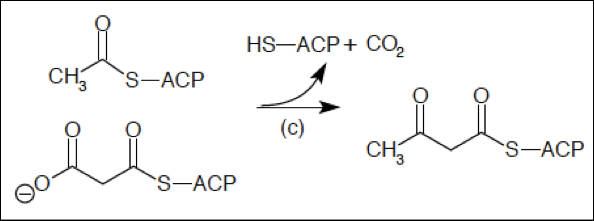 O
CH3 S—ACP
HS—ACP + CO2
(c)
O O
⊖O S—ACP
O O
CH3 S—ACP